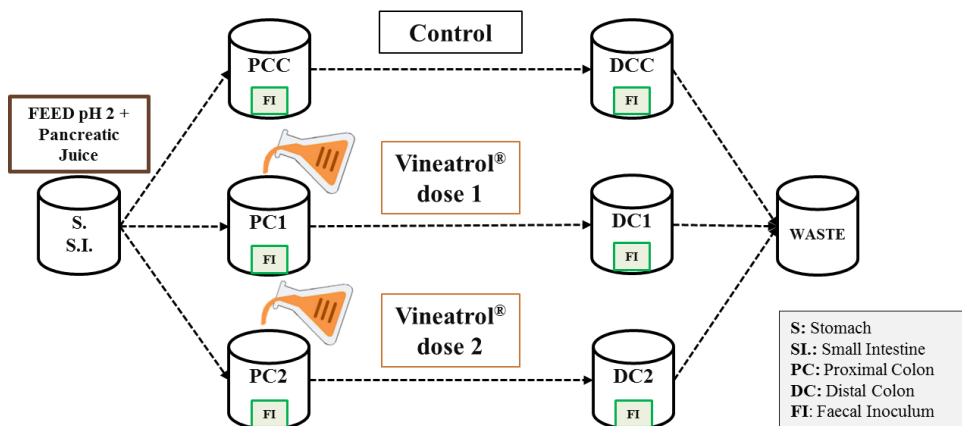 Control
PCC
FI
DCC
FI
FEED pH 2 +
Pancreatic
Juice
Vineatrol®
dose 1
S.
S.I.
PC1
FI
DC1
FI
WASTE
Vineatrol®
dose 2
PC2
FI
DC2
FI
S: Stomach
SI.: Small Intestine
PC: Proximal Colon
DC: Distal Colon
FI: Faecal Inoculum